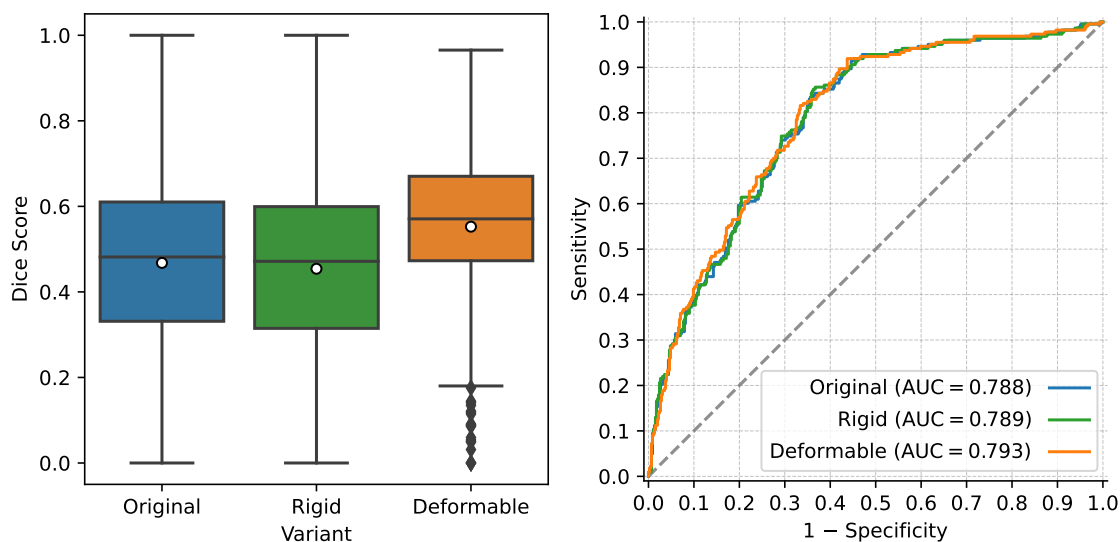 Dice Score
1.0
0.8
0.6
0.4
0.2
0.0
Original
Rigid
Deformable
Variant
Sensitivity
1.0
0.9
0.8
0.7
0.6
0.5
0.4
0.3
0.2
0.1
0.0
Original (AUC = 0.788)
Rigid (AUC = 0.789)
Deformable (AUC = 0.793)
0.0 0.1 0.2 0.3 0.4 0.5 0.6 0.7 0.8 0.9 1.0
1 − Specificity